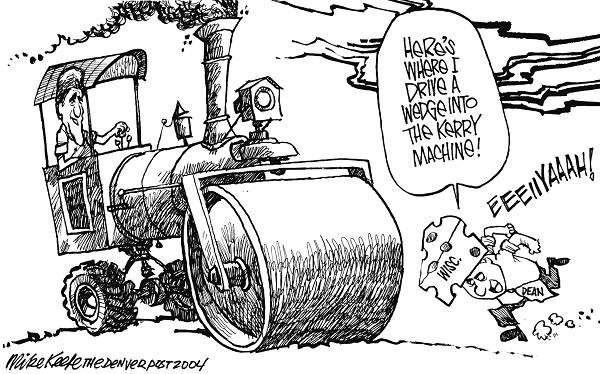 HERE'S
WHERE I
DRIVE A
WEDGE INTO
THE KERRY
MACHINE!
EEEIIYAAAH!
WISC.
DEAN
MIKE KEEFE THE DENVER POST 2004